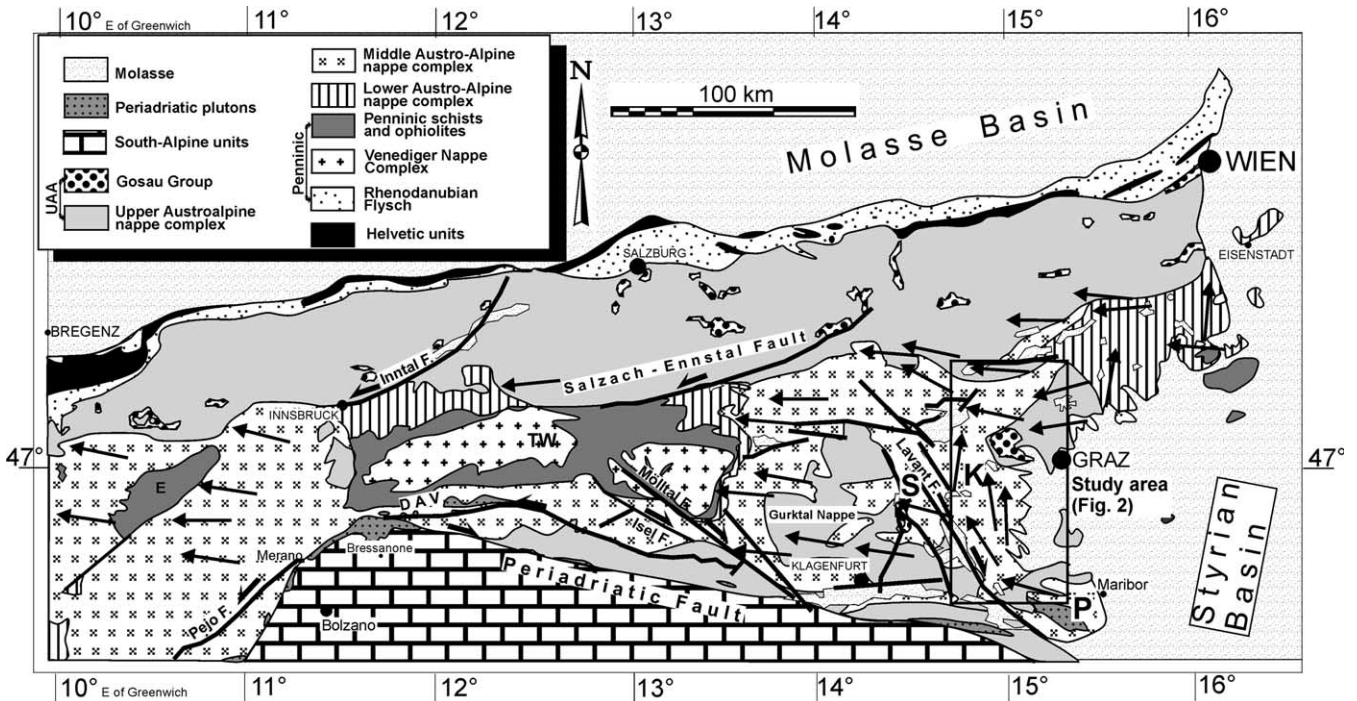 10° E of Greenwich 11° 12° 13° 14° 15° 16°
Molasse
Periadriatic plutons
South-Alpine units
UAA
Gosau Group
Upper Austroalpine
nappe complex
Middle Austro-Alpine
nappe complex
Lower Austro-Alpine
nappe complex
Penninic
Penninic schists
and ophiolites
Venediger Nappe
Complex
Rhenodanubian
Flysch
Helvetic units
N
100 km
Molasse Basin
WIEN
EISENSTADT
SALZBURG
BREGENZ
Inntal F.
Salzach - Ennstal Fault
INNSBRUCK
47°
47°
T.W.
GRAZ
Study area
(Fig. 2)
E
Mölltal F.
Lavant F.
S
K
DAV
Isel F.
Gurktal Nappe
Styrian
Basin
Merano
Bressanone
KLAGENFURT
Periadriatic Fault
Maribor
P
Pejo F.
Bolzano
10° E of Greenwich 11° 12° 13° 14° 15° 16°